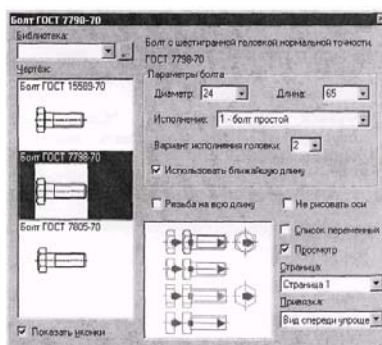 Болт ГОСТ 7798-70
Библиотека:
Чертёж:
Болт ГОСТ 15589-70
Болт ГОСТ 7798-70
Болт ГОСТ 7805-70
Показать иконки
Болт с шестигранной головкой нормальной точности.
ГОСТ 7798-70
Параметры болта
Диаметр: 24 Длина: 65
Исполнение: 1 - болт простой
Вариант исполнения головки: 2
Использовать ближайшую длину
Резьба на всю длину Не рисовать оси
Список переменных
Просмотр
Страница:
Страница 1
Привязка:
Вид спереди упроще